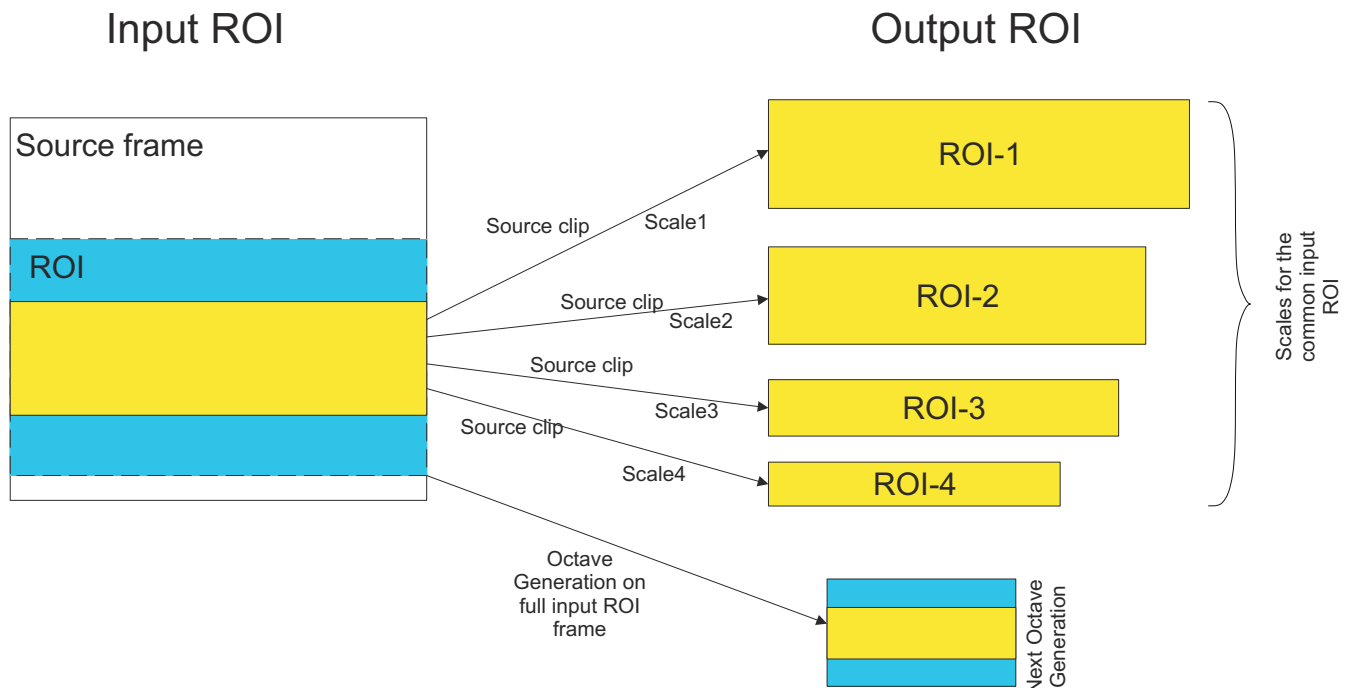 Input ROI
Output ROI
Source frame
ROI
Source clip
Scale1
Source clip
Scale2
Source clip
Scale3
Source clip
Scale4
ROI-1
ROI-2
ROI-3
ROI-4
Scales for the
common input
ROI
Octave
Generation on
full input ROI
frame
Next Octave
Generation